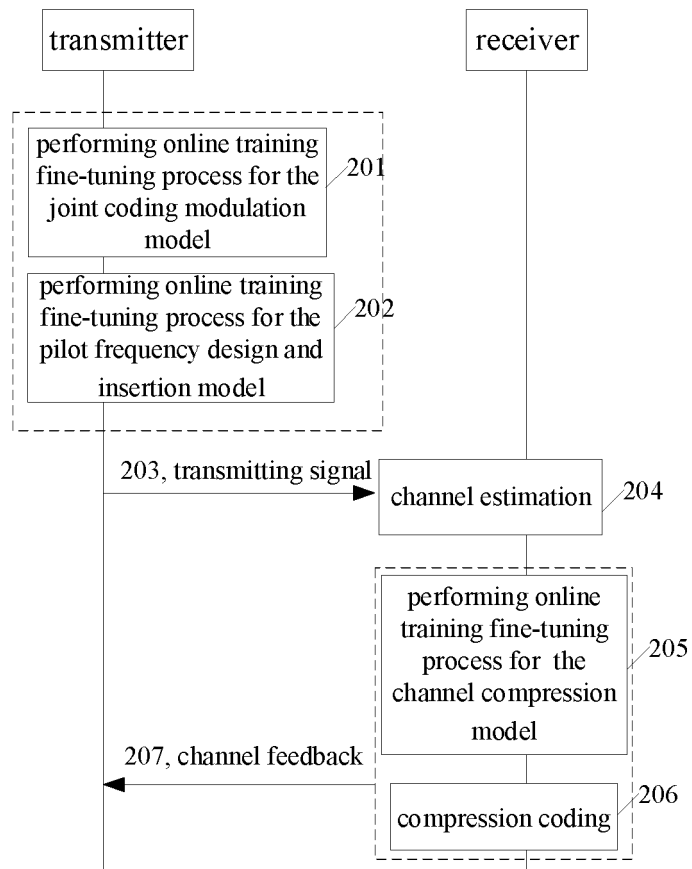 transmitter
receiver
performing online training
fine-tuning process for the
joint coding modulation
model
201
performing online training
fine-tuning process for the
pilot frequency design and
insertion model
202
203, transmitting signal
channel estimation
204
performing online
training fine-tuning
process for the
channel compression
model
205
207, channel feedback
compression coding
206